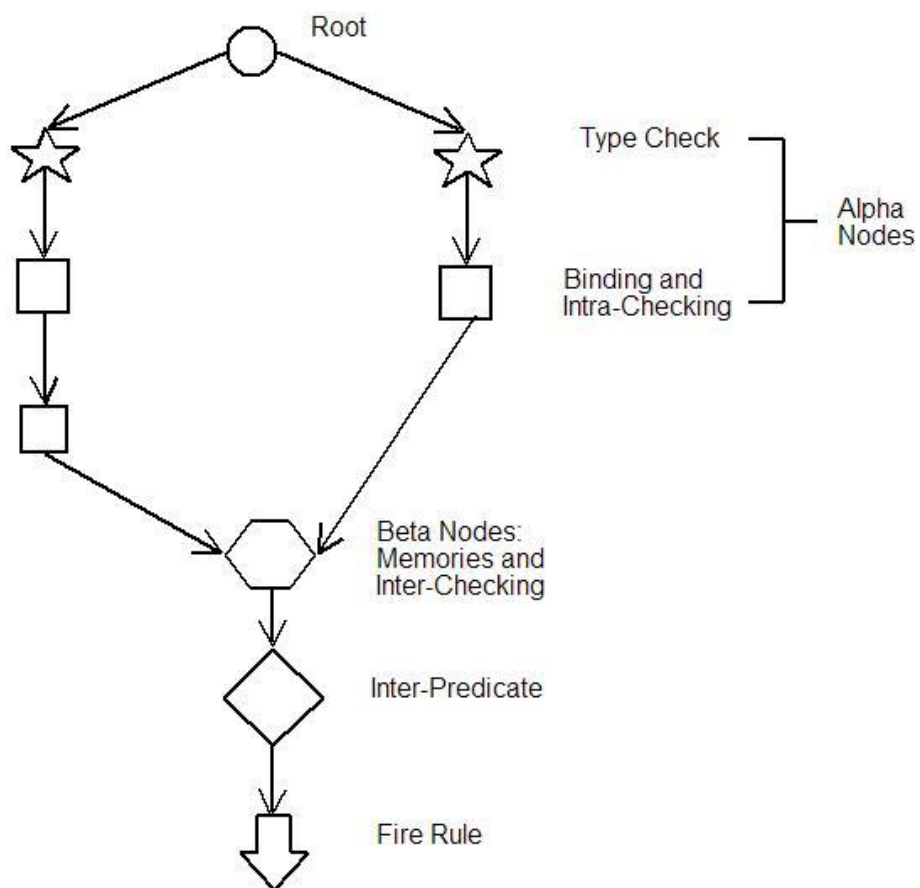 Root
Type Check
Alpha
Nodes
Binding and
Intra-Checking
Beta Nodes:
Memories and
Inter-Checking
Inter-Predicate
Fire Rule